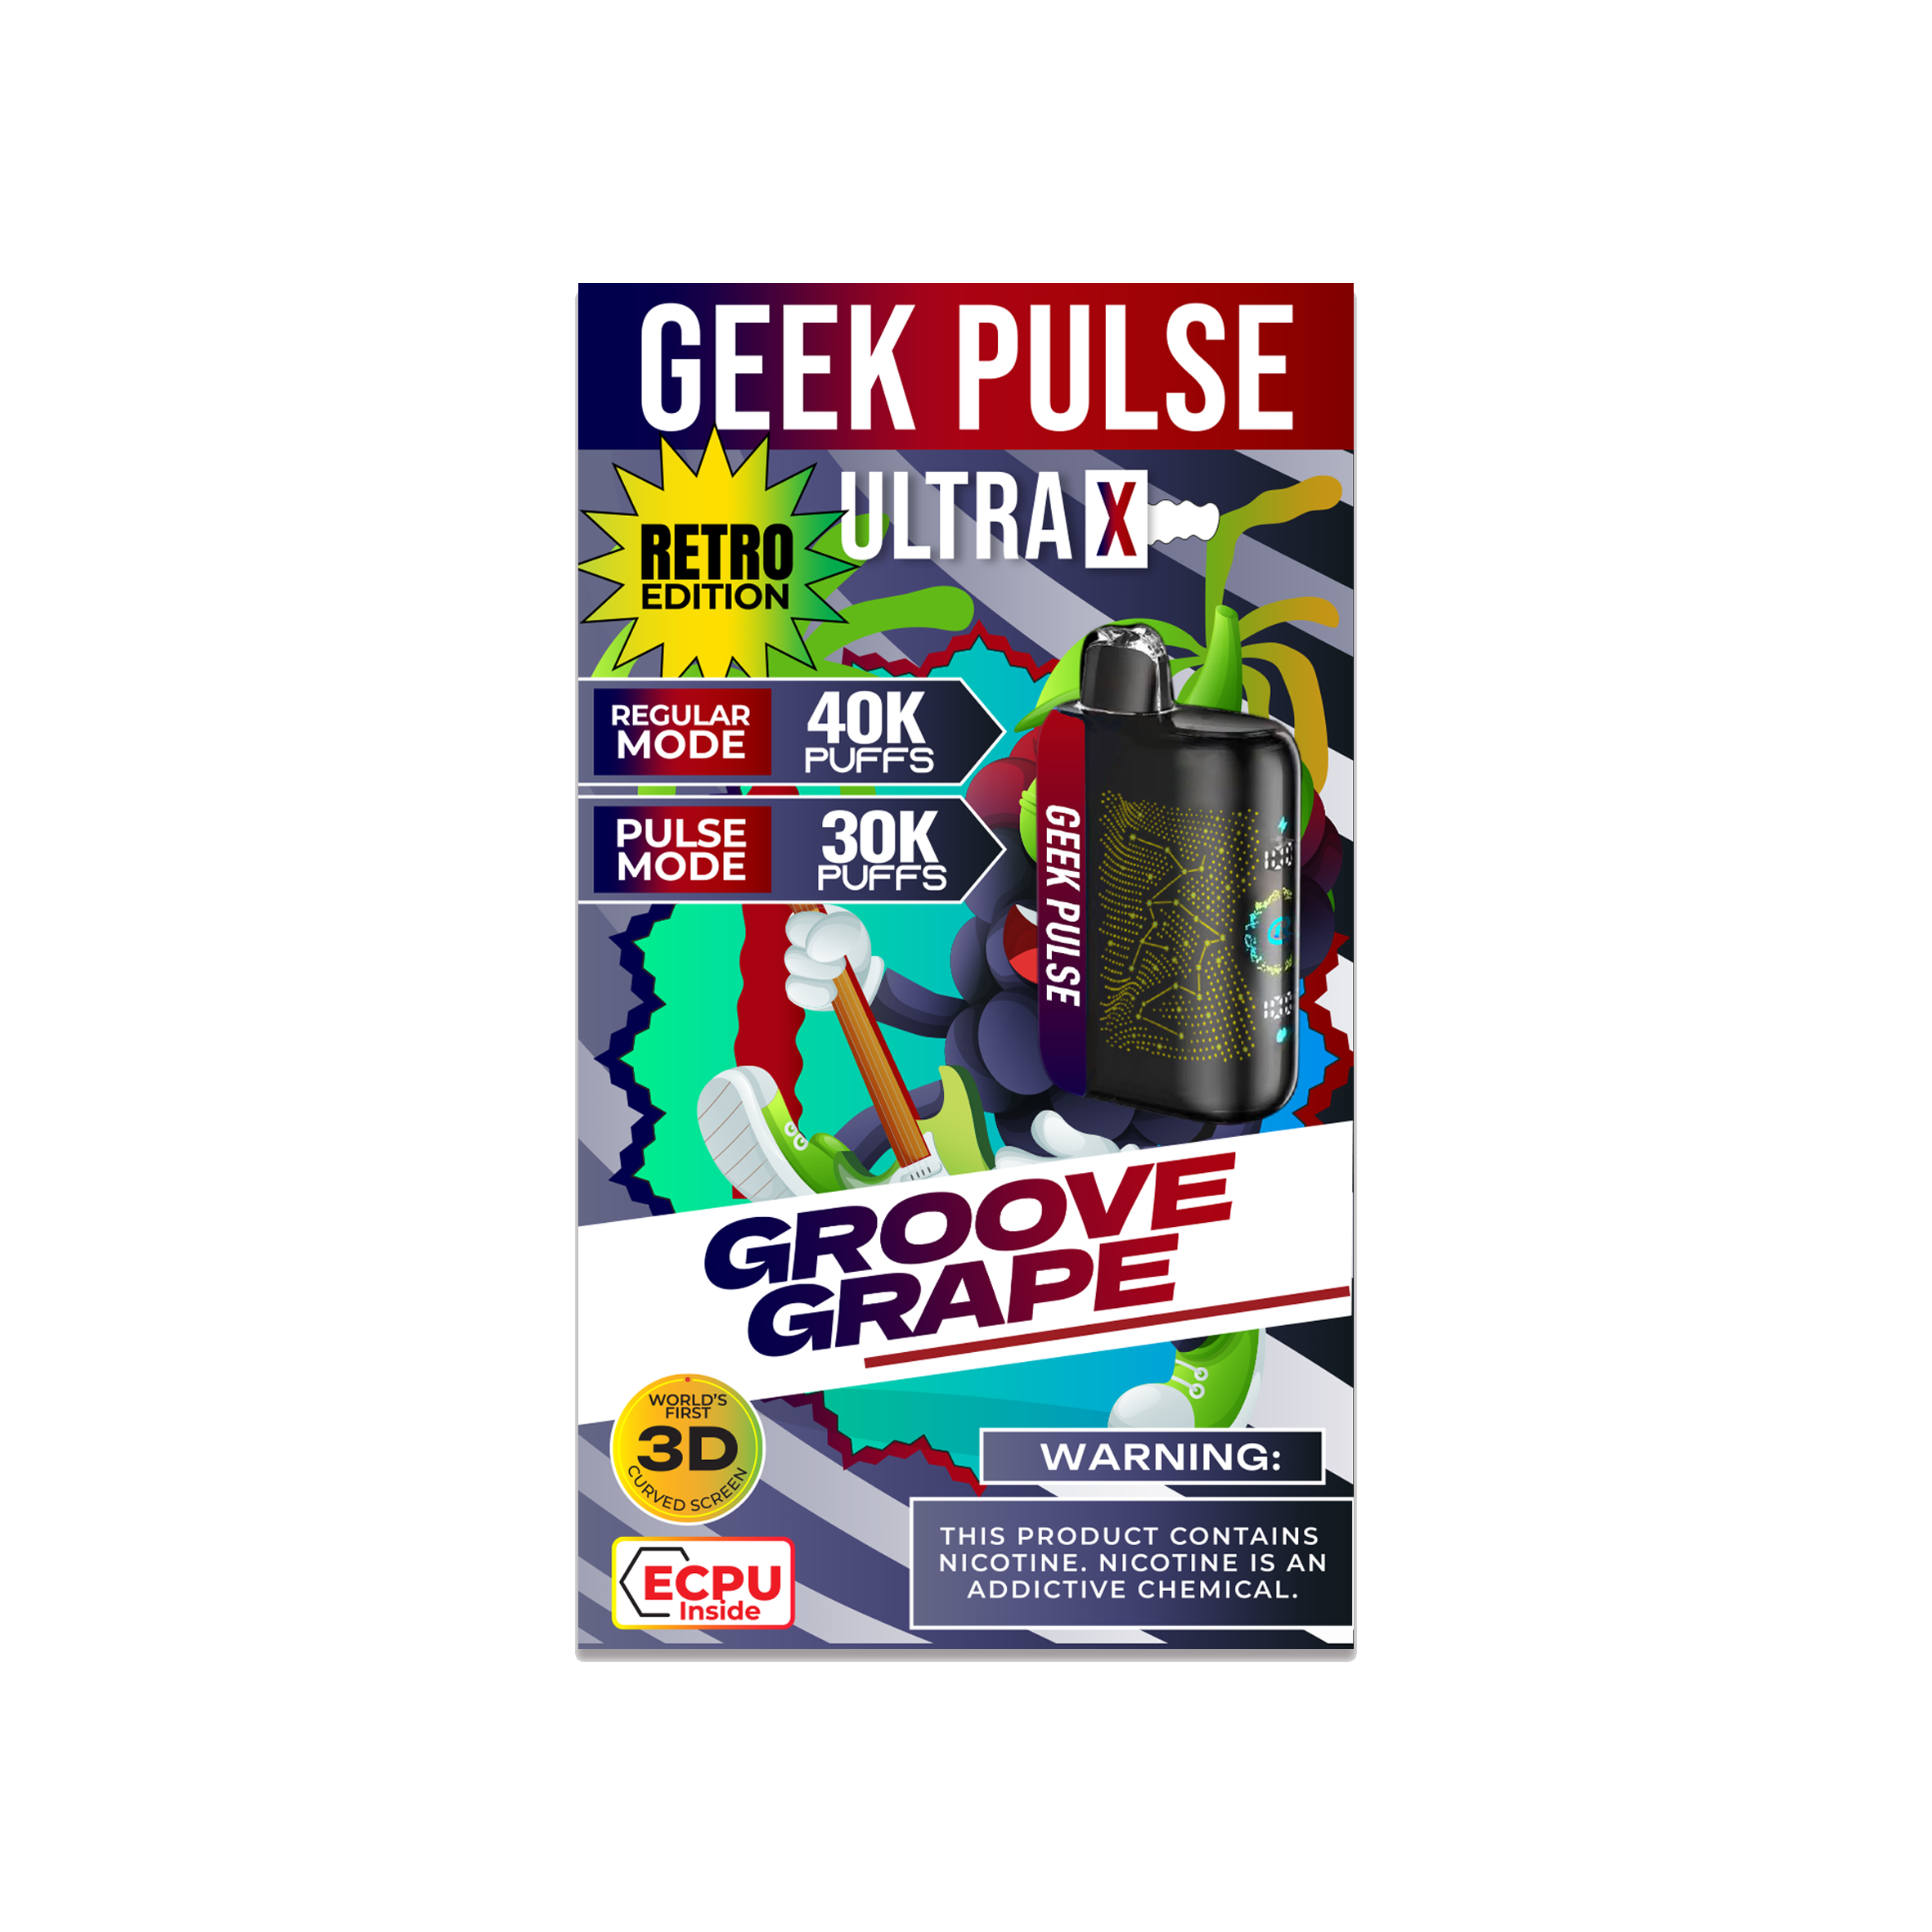 GEEK PULSE
ULTRA X
RETRO
EDITION
REGULAR
MODE
40K
PUFFS
PULSE
MODE
30K
PUFFS
GEEK PULSE
GROOVE
GRAPE
WORLD'S
FIRST
3D
CURVED SCREEN
ECPU
Inside
WARNING:
THIS PRODUCT CONTAINS
NICOTINE. NICOTINE IS AN
ADDICTIVE CHEMICAL.